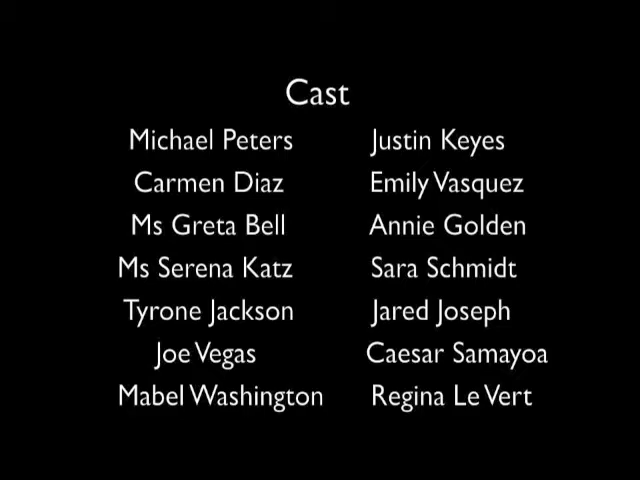 Cast
Michael Peters Justin Keyes
Carmen Diaz Emily Vasquez
Ms Greta Bell Annie Golden
Ms Serena Katz Sara Schmidt
Tyrone Jackson Jared Joseph
Joe Vegas Caesar Samayoa
Mabel Washington Regina Le Vert